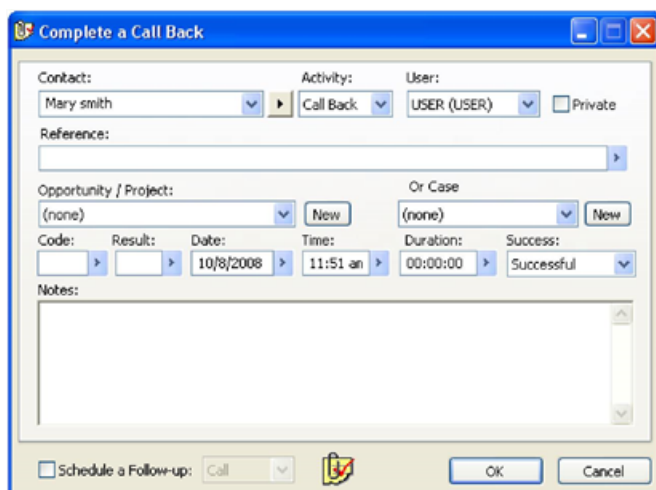 Complete a Call Back
Contact: Activity: User:
Mary smith Call Back USER (USER) Private
Reference:
Opportunity / Project: Or Case
(none) New (none) New
Code: Result: Date: Time: Duration: Success:
10/8/2008 11:51 an 00:00:00 Successful
Notes:
Schedule a Follow-up: Call OK Cancel